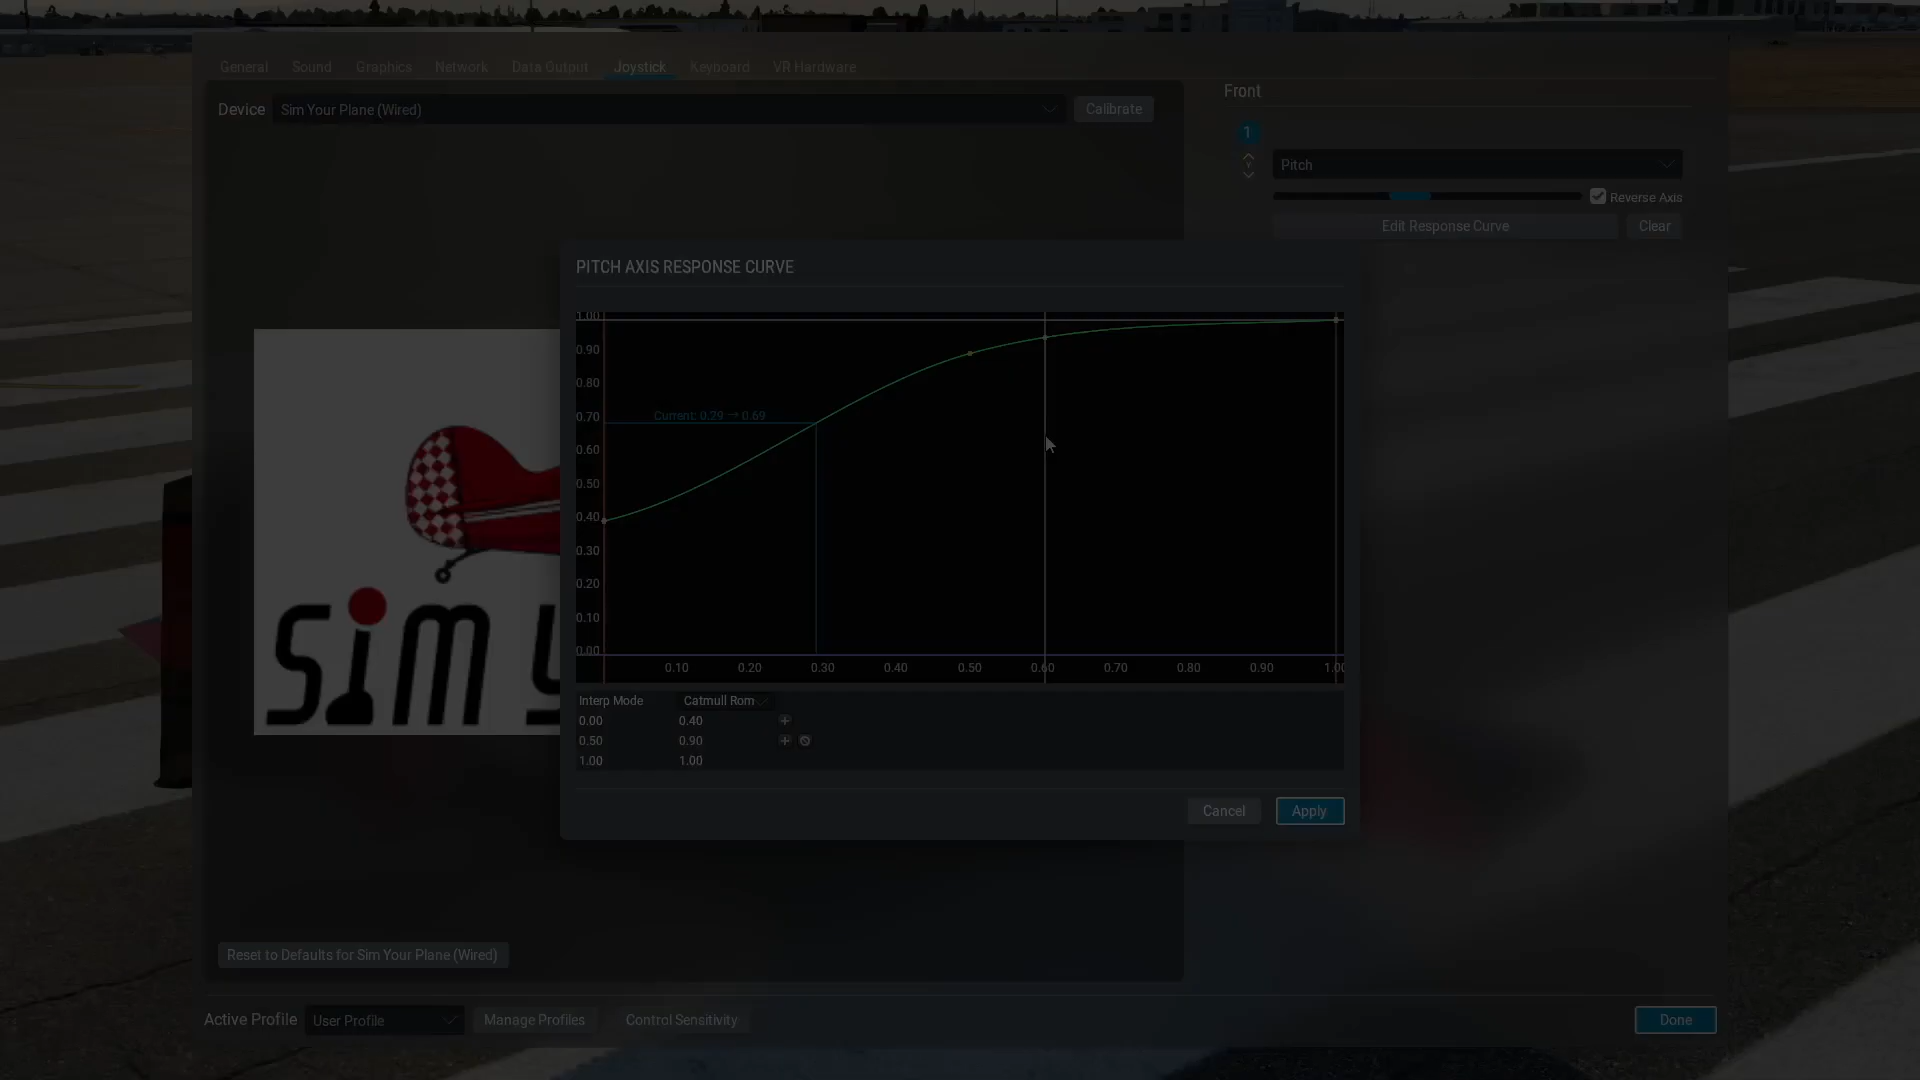 General Sound Graphics Network Data Output Joystick Keyboard VR Hardware
Device Sim Your Plane (Wired) Calibrate
Front
1
Y
Pitch
Reverse Axis
Edit Response Curve Clear
PITCH AXIS RESPONSE CURVE
1.00
0.90
0.80
0.70
0.60
0.50
0.40
0.30
0.20
0.10
0.00
Current: 0.29 → 0.69
0.10 0.20 0.30 0.40 0.50 0.60 0.70 0.80 0.90 1.00
Interp Mode Catmull Rom
0.00 0.40 +
0.50 0.90 +
1.00 1.00
Cancel Apply
sim y
Reset to Defaults for Sim Your Plane (Wired)
Active Profile User Profile Manage Profiles Control Sensitivity Done